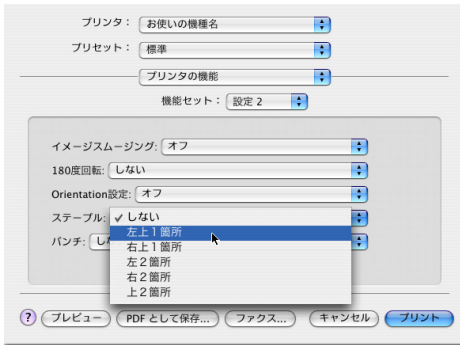 プリンタ： お使いの機種名
プリセット： 標準
プリンタの機能
機能セット： 設定 2
イメージスムージング: オフ
180度回転: しない
Orientation設定: オフ
ステープル: ✓ しない
左上１箇所
パンチ: し
右上１箇所
左２箇所
右２箇所
上２箇所
? プレビュー PDF として保存... ファクス... キャンセル プリント